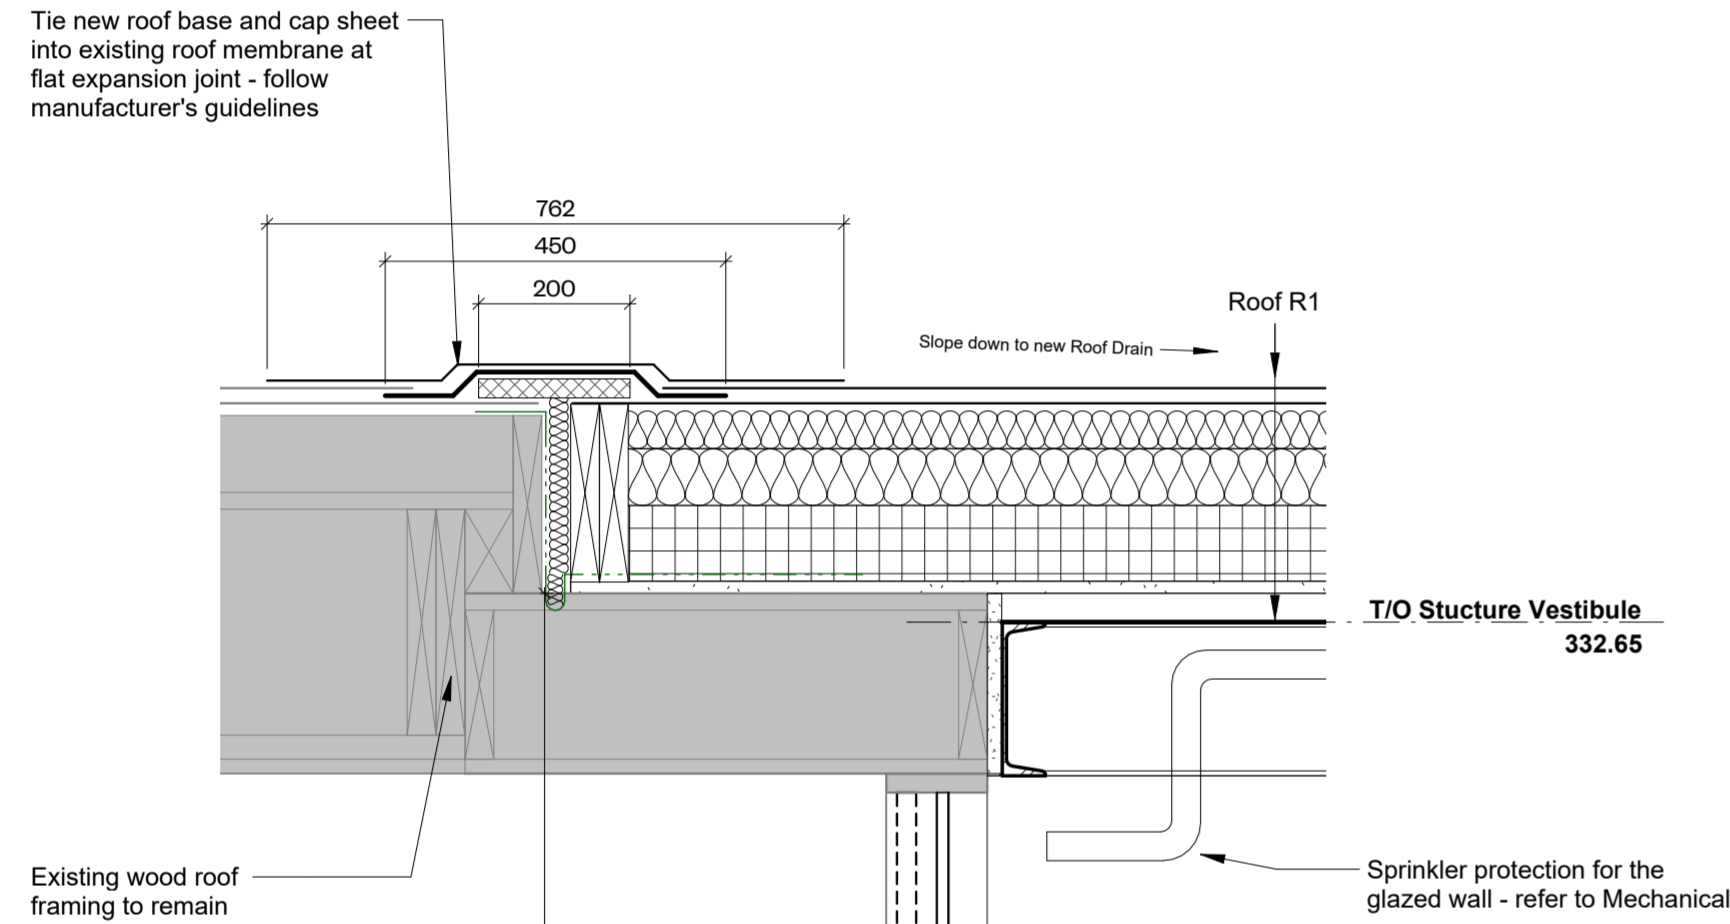 Tie new roof base and cap sheet
into existing roof membrane at
flat expansion joint - follow
manufacturer's guidelines
762
450
200
Roof R1
Slope down to new Roof Drain
T/O Stucture Vestibule
332.65
Existing wood roof
framing to remain
Sprinkler protection for the
glazed wall - refer to Mechanical